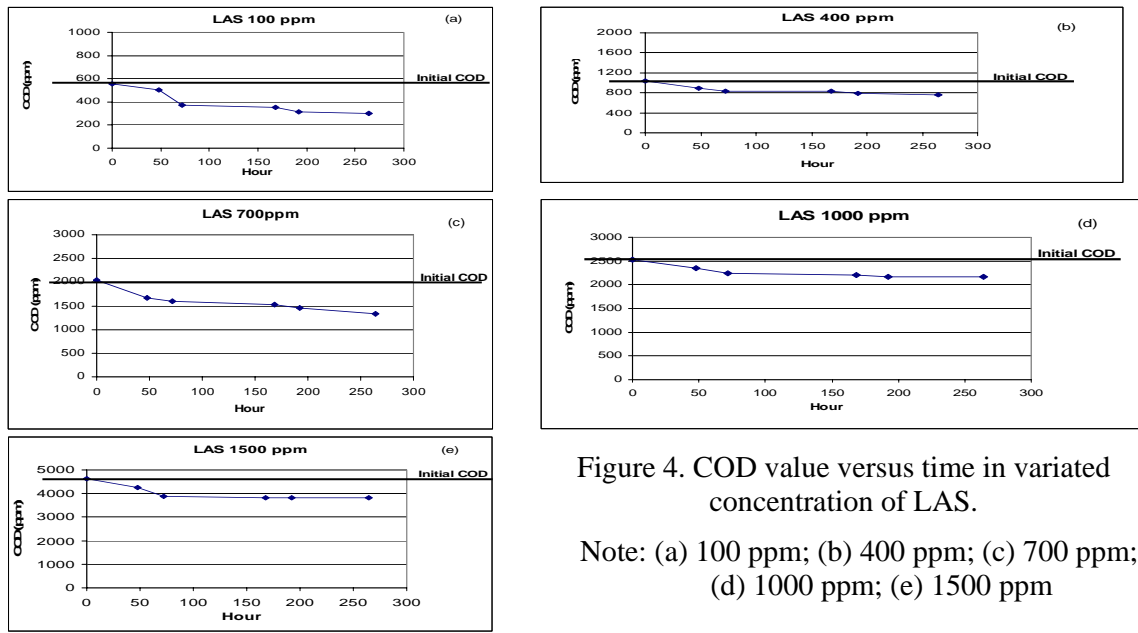 LAS 100 ppm
(a)
1000
800
600
400
200
0
COD(ppm)
Initial COD
0 50 100 150 200 250 300
Hour
LAS 400 ppm
(b)
2000
1600
1200
800
400
0
COD(ppm)
Initial COD
0 50 100 150 200 250 300
Hour
LAS 700ppm
(c)
3000
2500
2000
1500
1000
500
0
COD (ppm)
Initial COD
0 50 100 150 200 250 300
Hour
LAS 1000 ppm
(d)
3000
2500
2000
1500
1000
500
0
COD (ppm)
Initial COD
0 50 100 150 200 250 300
Hour
LAS 1500 ppm
(e)
5000
4000
3000
2000
1000
0
COD(ppm)
Initial COD
0 50 100 150 200 250 300
Hour
Figure 4. COD value versus time in variated
concentration of LAS.
Note: (a) 100 ppm; (b) 400 ppm; (c) 700 ppm;
(d) 1000 ppm; (e) 1500 ppm